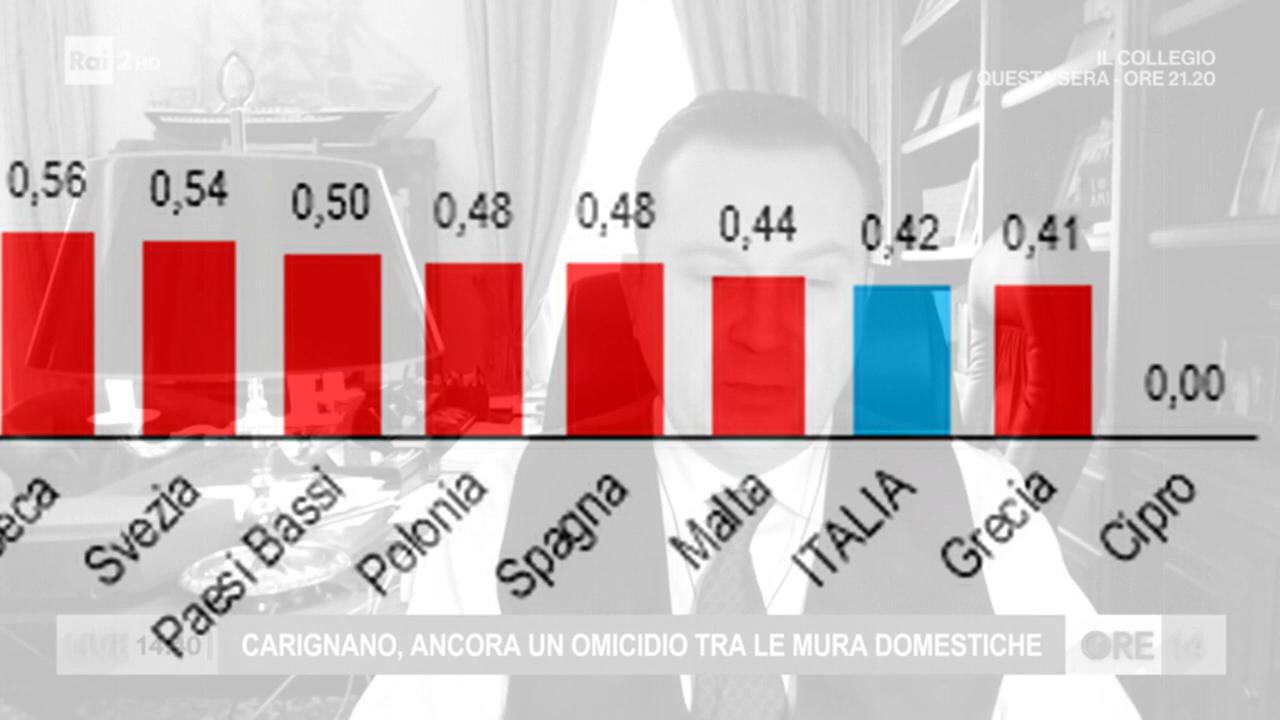 Rai 2 HD
IL COLLEGIO
QUESTA SERA - ORE 21.20
0,56
0,54
0,50
0,48
0,48
0,44
0,42
0,41
0,00
Svezia
Paesi Bassi
Polonia
Spagna
Malta
ITALIA
Grecia
Cipro
CARIGNANO, ANCORA UN OMICIDIO TRA LE MURA DOMESTICHE
ORE 14